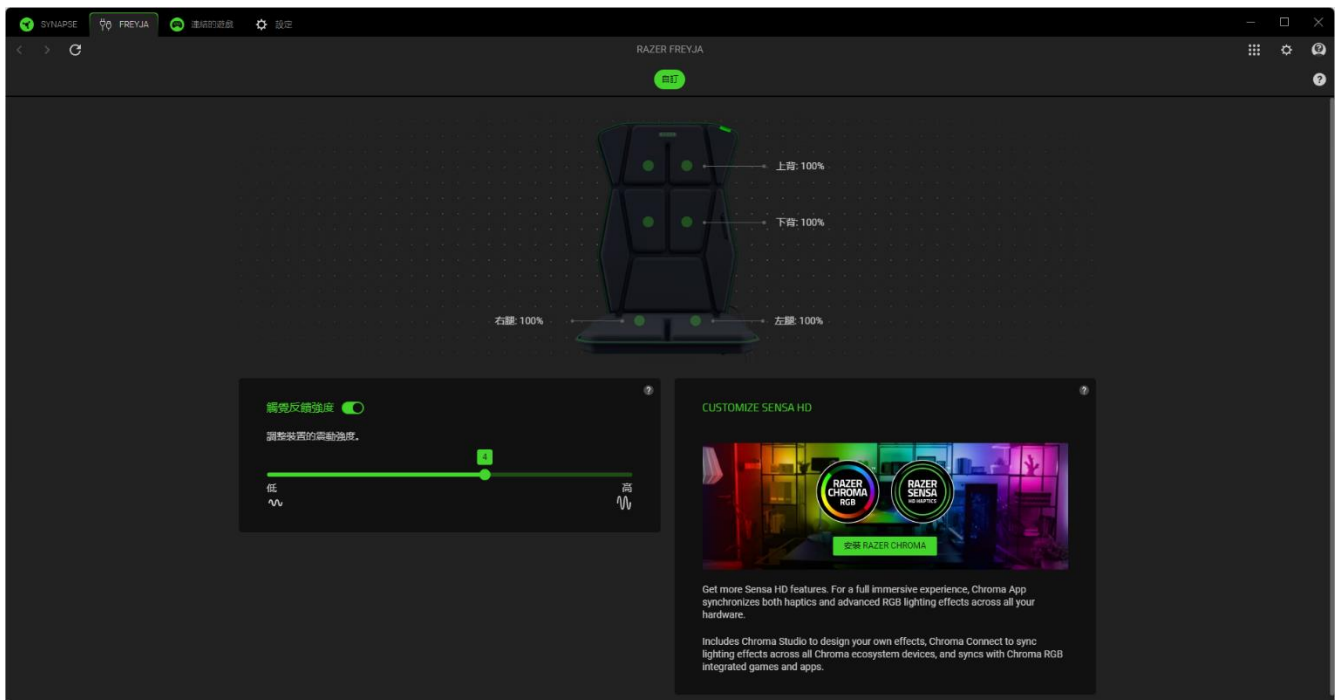 SYNAPSE FREYJA 連結的遊戲 設定
RAZER FREYJA
自訂
上背: 100%
下背: 100%
右腿: 100% 左腿: 100%
觸覺反饋強度
調整裝置的震動強度。
4
低 高
CUSTOMIZE SENSA HD
RAZER CHROMA RGB
RAZER SENSA HD HAPTICS
安裝 RAZER CHROMA
Get more Sensa HD features. For a full immersive experience, Chroma App
synchronizes both haptics and advanced RGB lighting effects across all your
hardware.
Includes Chroma Studio to design your own effects, Chroma Connect to sync
lighting effects across all Chroma ecosystem devices, and syncs with Chroma RGB
integrated games and apps.